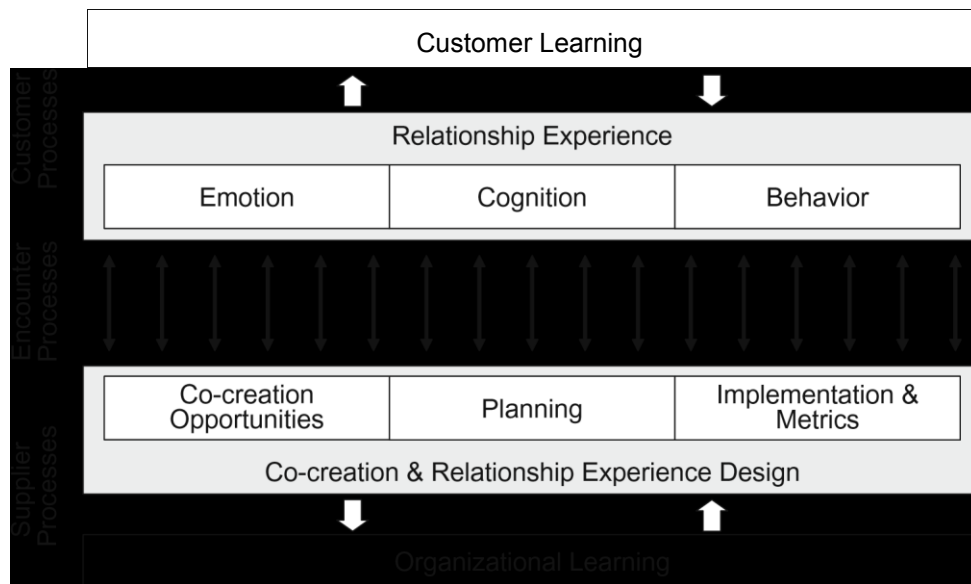 Customer Learning
Customer
Processes
Relationship Experience
Emotion
Cognition
Behavior
Encounter
Processes
Co-creation
Opportunities
Planning
Implementation &
Metrics
Co-creation & Relationship Experience Design
Supplier
Processes
Organizational Learning